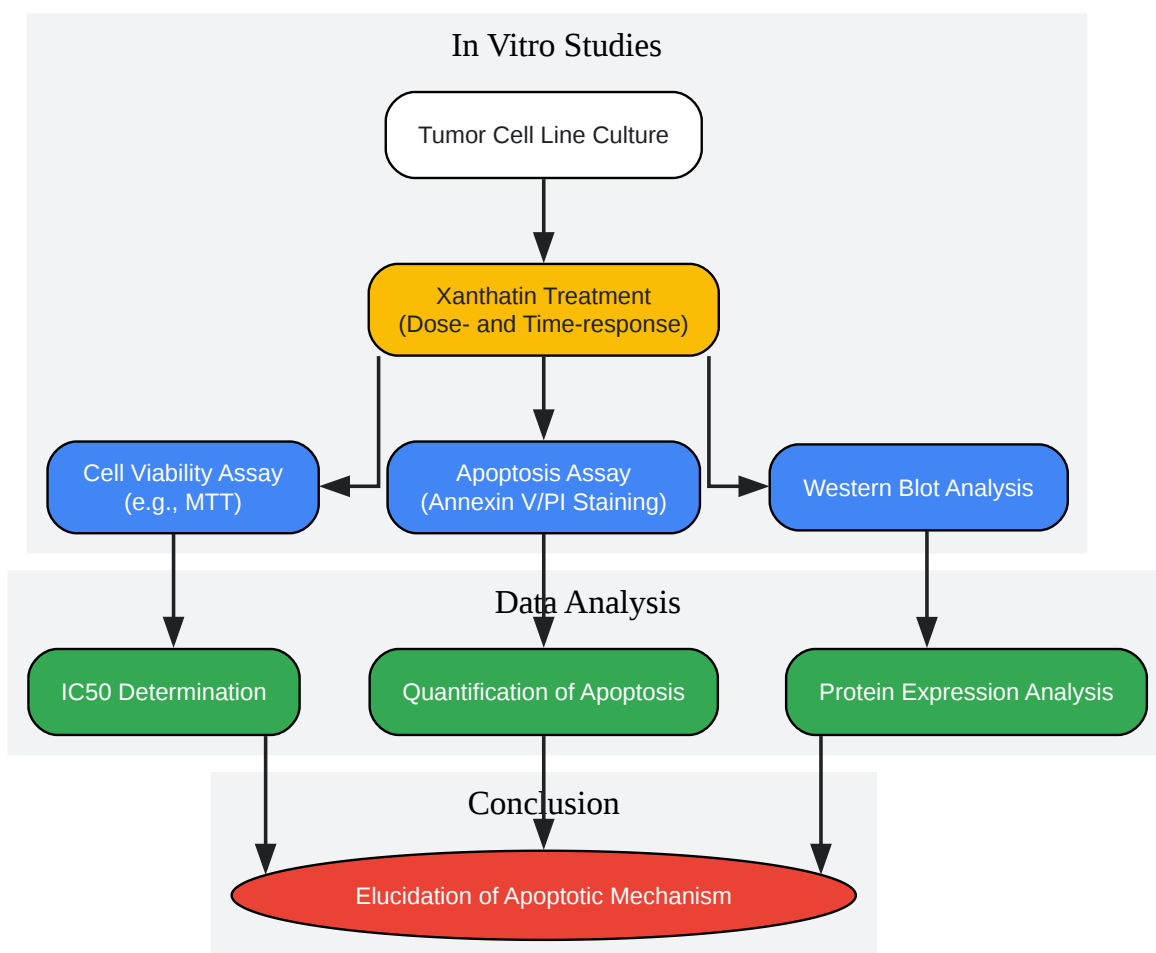 In Vitro Studies
Tumor Cell Line Culture
Xanthatin Treatment
(Dose- and Time-response)
Cell Viability Assay
(e.g., MTT)
Apoptosis Assay
(Annexin V/PI Staining)
Western Blot Analysis
Data Analysis
IC50 Determination
Quantification of Apoptosis
Protein Expression Analysis
Conclusion
Elucidation of Apoptotic Mechanism